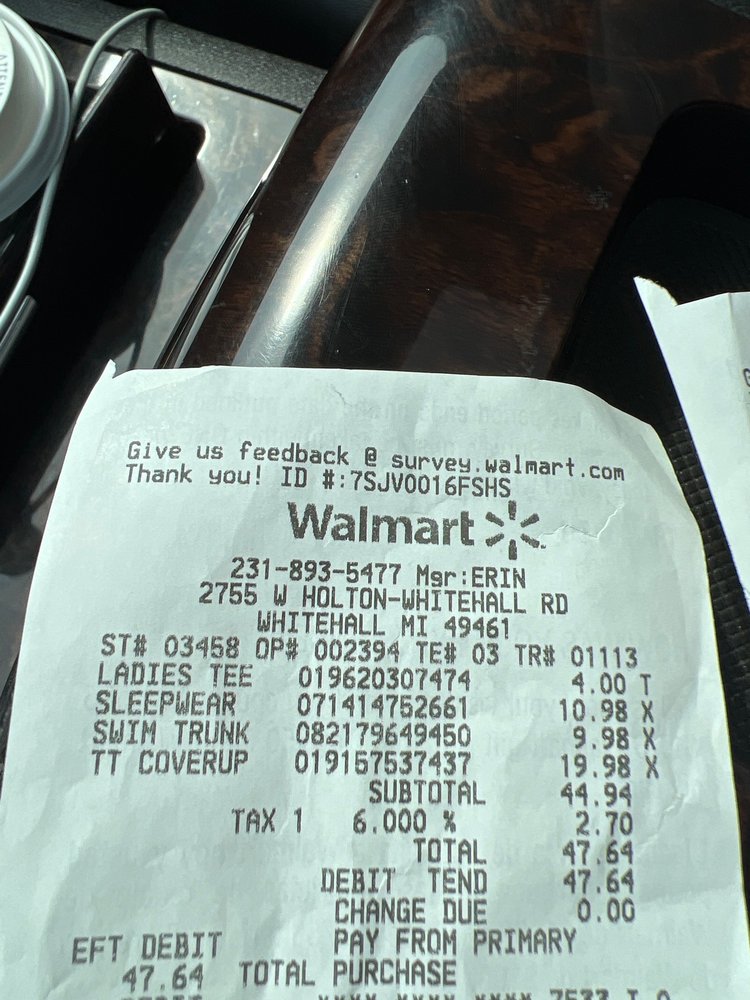 Give us feedback @ survey.walmart.com
Thank you! ID #:7SJV0016FSHS
Walmart
231-893-5477 Mgr:ERIN
2755 W HOLTON-WHITEHALL RD
WHITEHALL MI 49461
ST# 03458 OP# 002394 TE# 03 TR# 01113
LADIES TEE 019620307474 4.00 T
SLEEPWEAR 071414752661 10.98 X
SWIM TRUNK 082179649450 9.98 X
TT COVERUP 019157537437 19.98 X
SUBTOTAL 44.94
TAX 1 6.000 % 2.70
TOTAL 47.64
DEBIT TEND 47.64
CHANGE DUE 0.00
EFT DEBIT PAY FROM PRIMARY
47.64 TOTAL PURCHASE